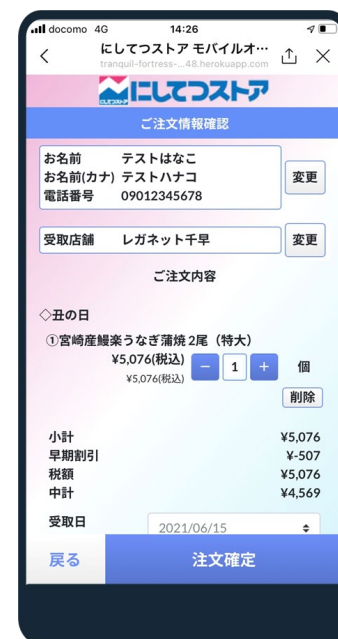 docomo 4G 14:26
にしてつストア モバイルオ…
tranquil-fortress-...48.herokuapp.com
にしてつストア
ご注文情報確認
お名前 テストはなこ
お名前(カナ) テストハナコ
電話番号 09012345678
変更
受取店舗 レガネット千早
変更
ご注文内容
◇丑の日
①宮崎産鰻楽うなぎ蒲焼 2尾（特大）
¥5,076(税込)
¥5,076(税込)
− 1 + 個
削除
小計 ¥5,076
早期割引 ¥-507
税額 ¥5,076
中計 ¥4,569
受取日 2021/06/15
戻る 注文確定